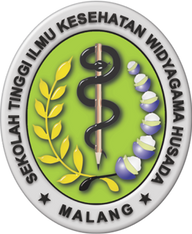 SEKOLAH TINGGI ILMU KESEHATAN WIDYAGAMA HUSADA
★ MALANG ★